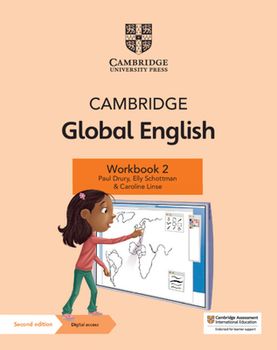 CAMBRIDGE
UNIVERSITY PRESS
CAMBRIDGE
Global English
Workbook 2
Paul Drury, Elly Schottman
& Caroline Linse
Second edition
Digital access
Cambridge Assessment
International Education
Endorsed for learner support